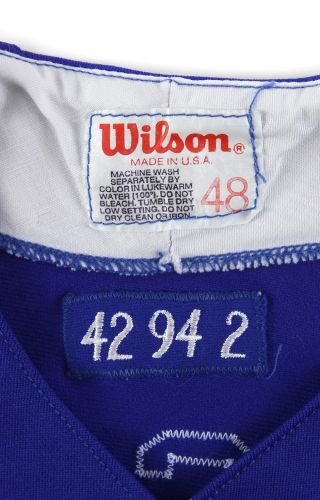 Wilson®
MADE IN U.S.A.
MACHINE WASH
SEPARATELY BY
COLOR IN LUKEWARM
WATER (100°). DO NOT
BLEACH. TUMBLE DRY
LOW SETTING. DO NOT
DRY CLEAN OR IRON.
48
42 94 2